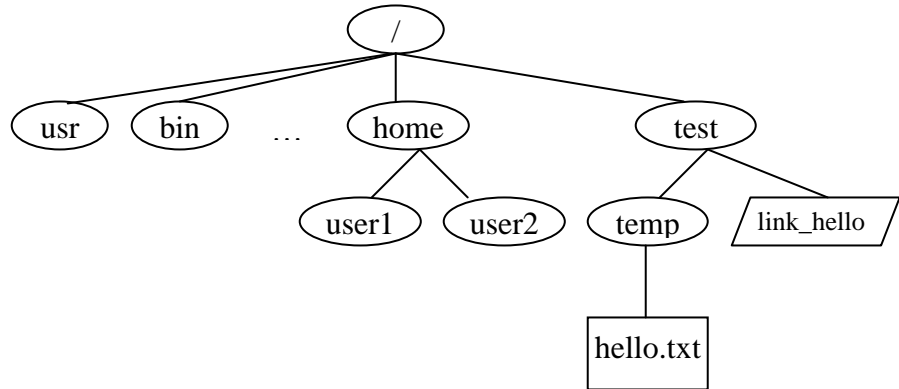 /
usr bin … home test
user1 user2 temp link_hello
hello.txt